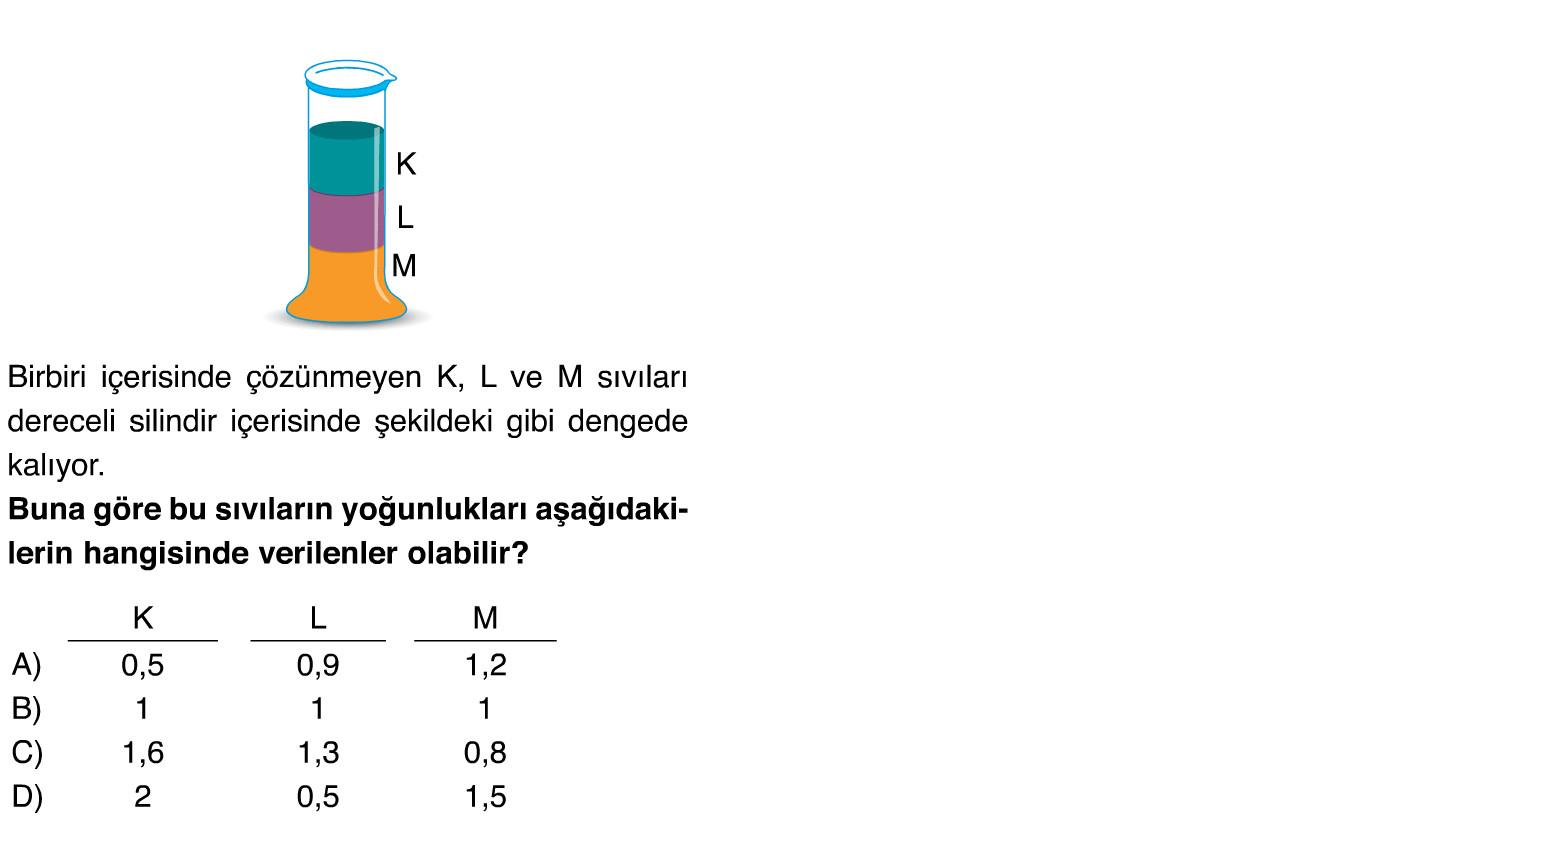 K
L
M
Birbiri içerisinde çözünmeyen K, L ve M sıvıları
dereceli silindir içerisinde şekildeki gibi dengede
kalıyor.
Buna göre bu sıvıların yoğunlukları aşağıdaki-
lerin hangisinde verilenler olabilir?
K L M
A) 0,5 0,9 1,2
B) 1 1 1
C) 1,6 1,3 0,8
D) 2 0,5 1,5